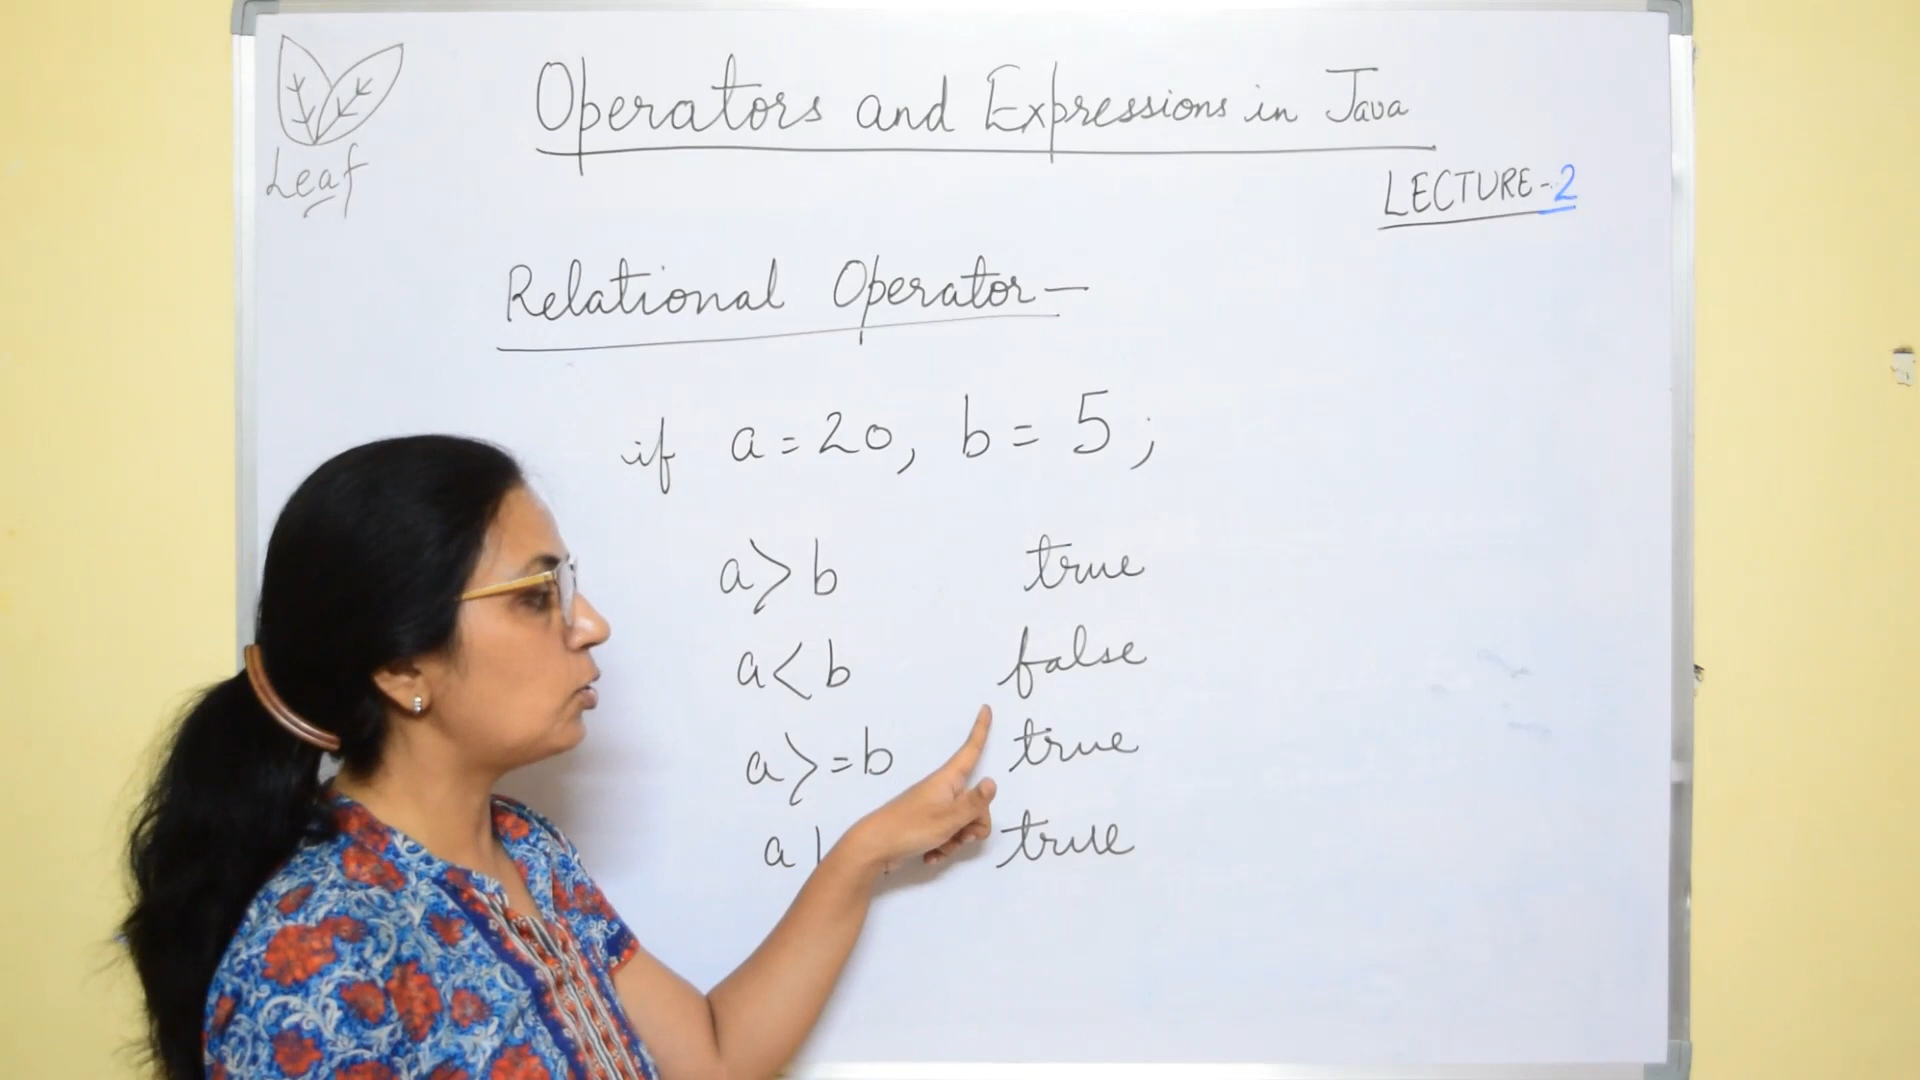 Leaf
Operators and Expressions in Java
LECTURE-2
Relational Operator-
if a=20, b=5;
a>b true
a<b false
a>=b true
a true